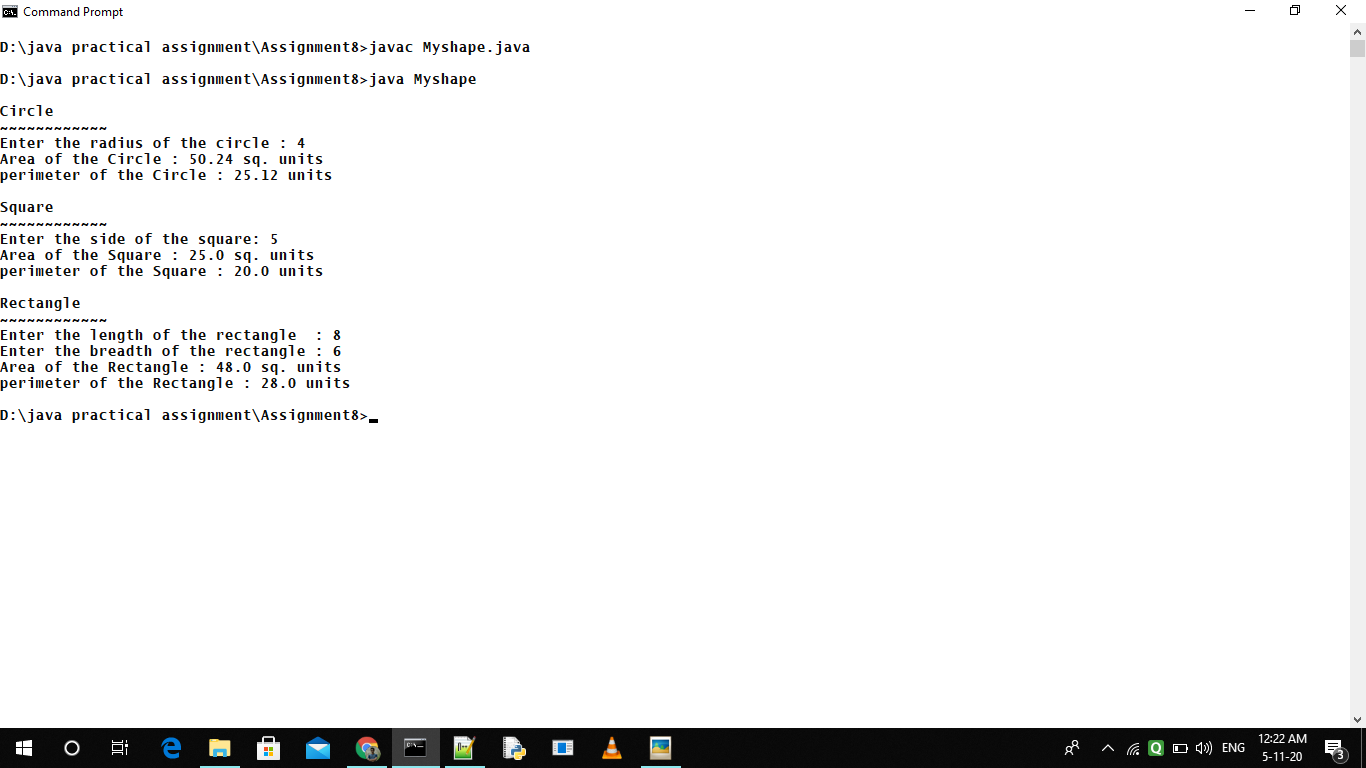 Command Prompt
D:\java practical assignment\Assignment8>javac Myshape.java
D:\java practical assignment\Assignment8>java Myshape
Circle
~~~~~~~~~~~~
Enter the radius of the circle : 4
Area of the Circle : 50.24 sq. units
perimeter of the Circle : 25.12 units
Square
~~~~~~~~~~~~
Enter the side of the square: 5
Area of the Square : 25.0 sq. units
perimeter of the Square : 20.0 units
Rectangle
~~~~~~~~~~~~
Enter the length of the rectangle  : 8
Enter the breadth of the rectangle : 6
Area of the Rectangle : 48.0 sq. units
perimeter of the Rectangle : 28.0 units
D:\java practical assignment\Assignment8>
ENG
12:22 AM
5-11-20
3